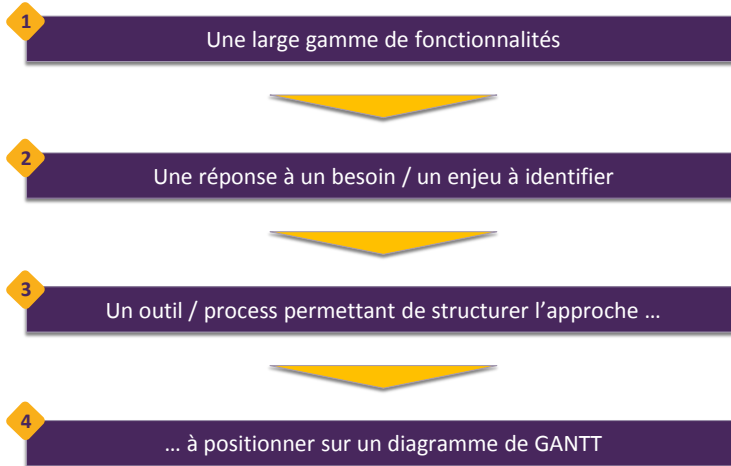 1
Une large gamme de fonctionnalités
2
Une réponse à un besoin / un enjeu à identifier
3
Un outil / process permettant de structurer l’approche …
4
… à positionner sur un diagramme de GANTT